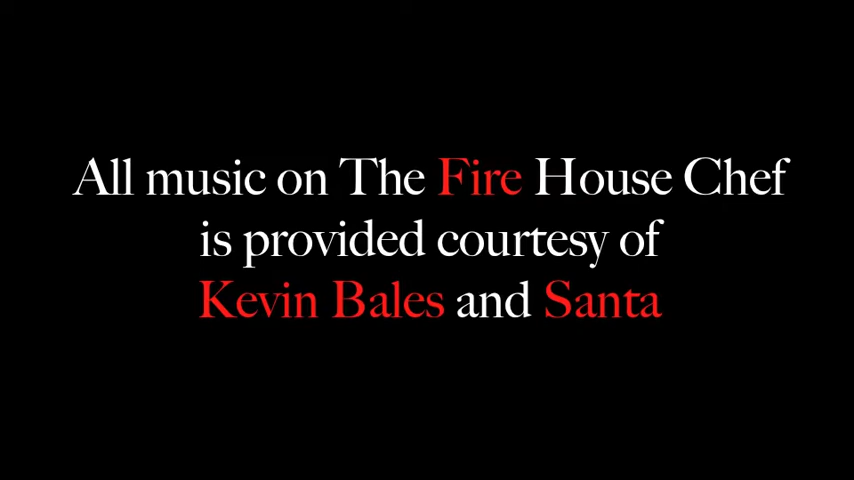 All music on The Fire House Chef
is provided courtesy of
Kevin Bales and Santa